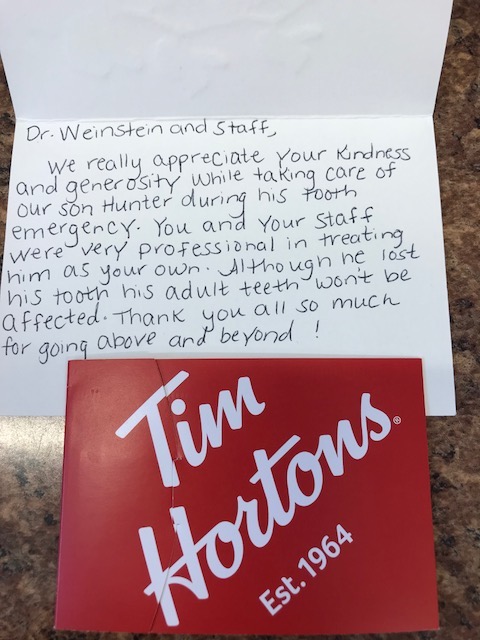 Dr. Weinstein and Staff,
We really appreciate your Kindness
and generosity while taking care of
our son Hunter during his tooth
emergency. You and your Staff
were very professional in treating
him as your own. Although he lost
his tooth his adult teeth won't be
affected. Thank you all so much
for going above and beyond !
Tim
Hortons®
Est. 1964